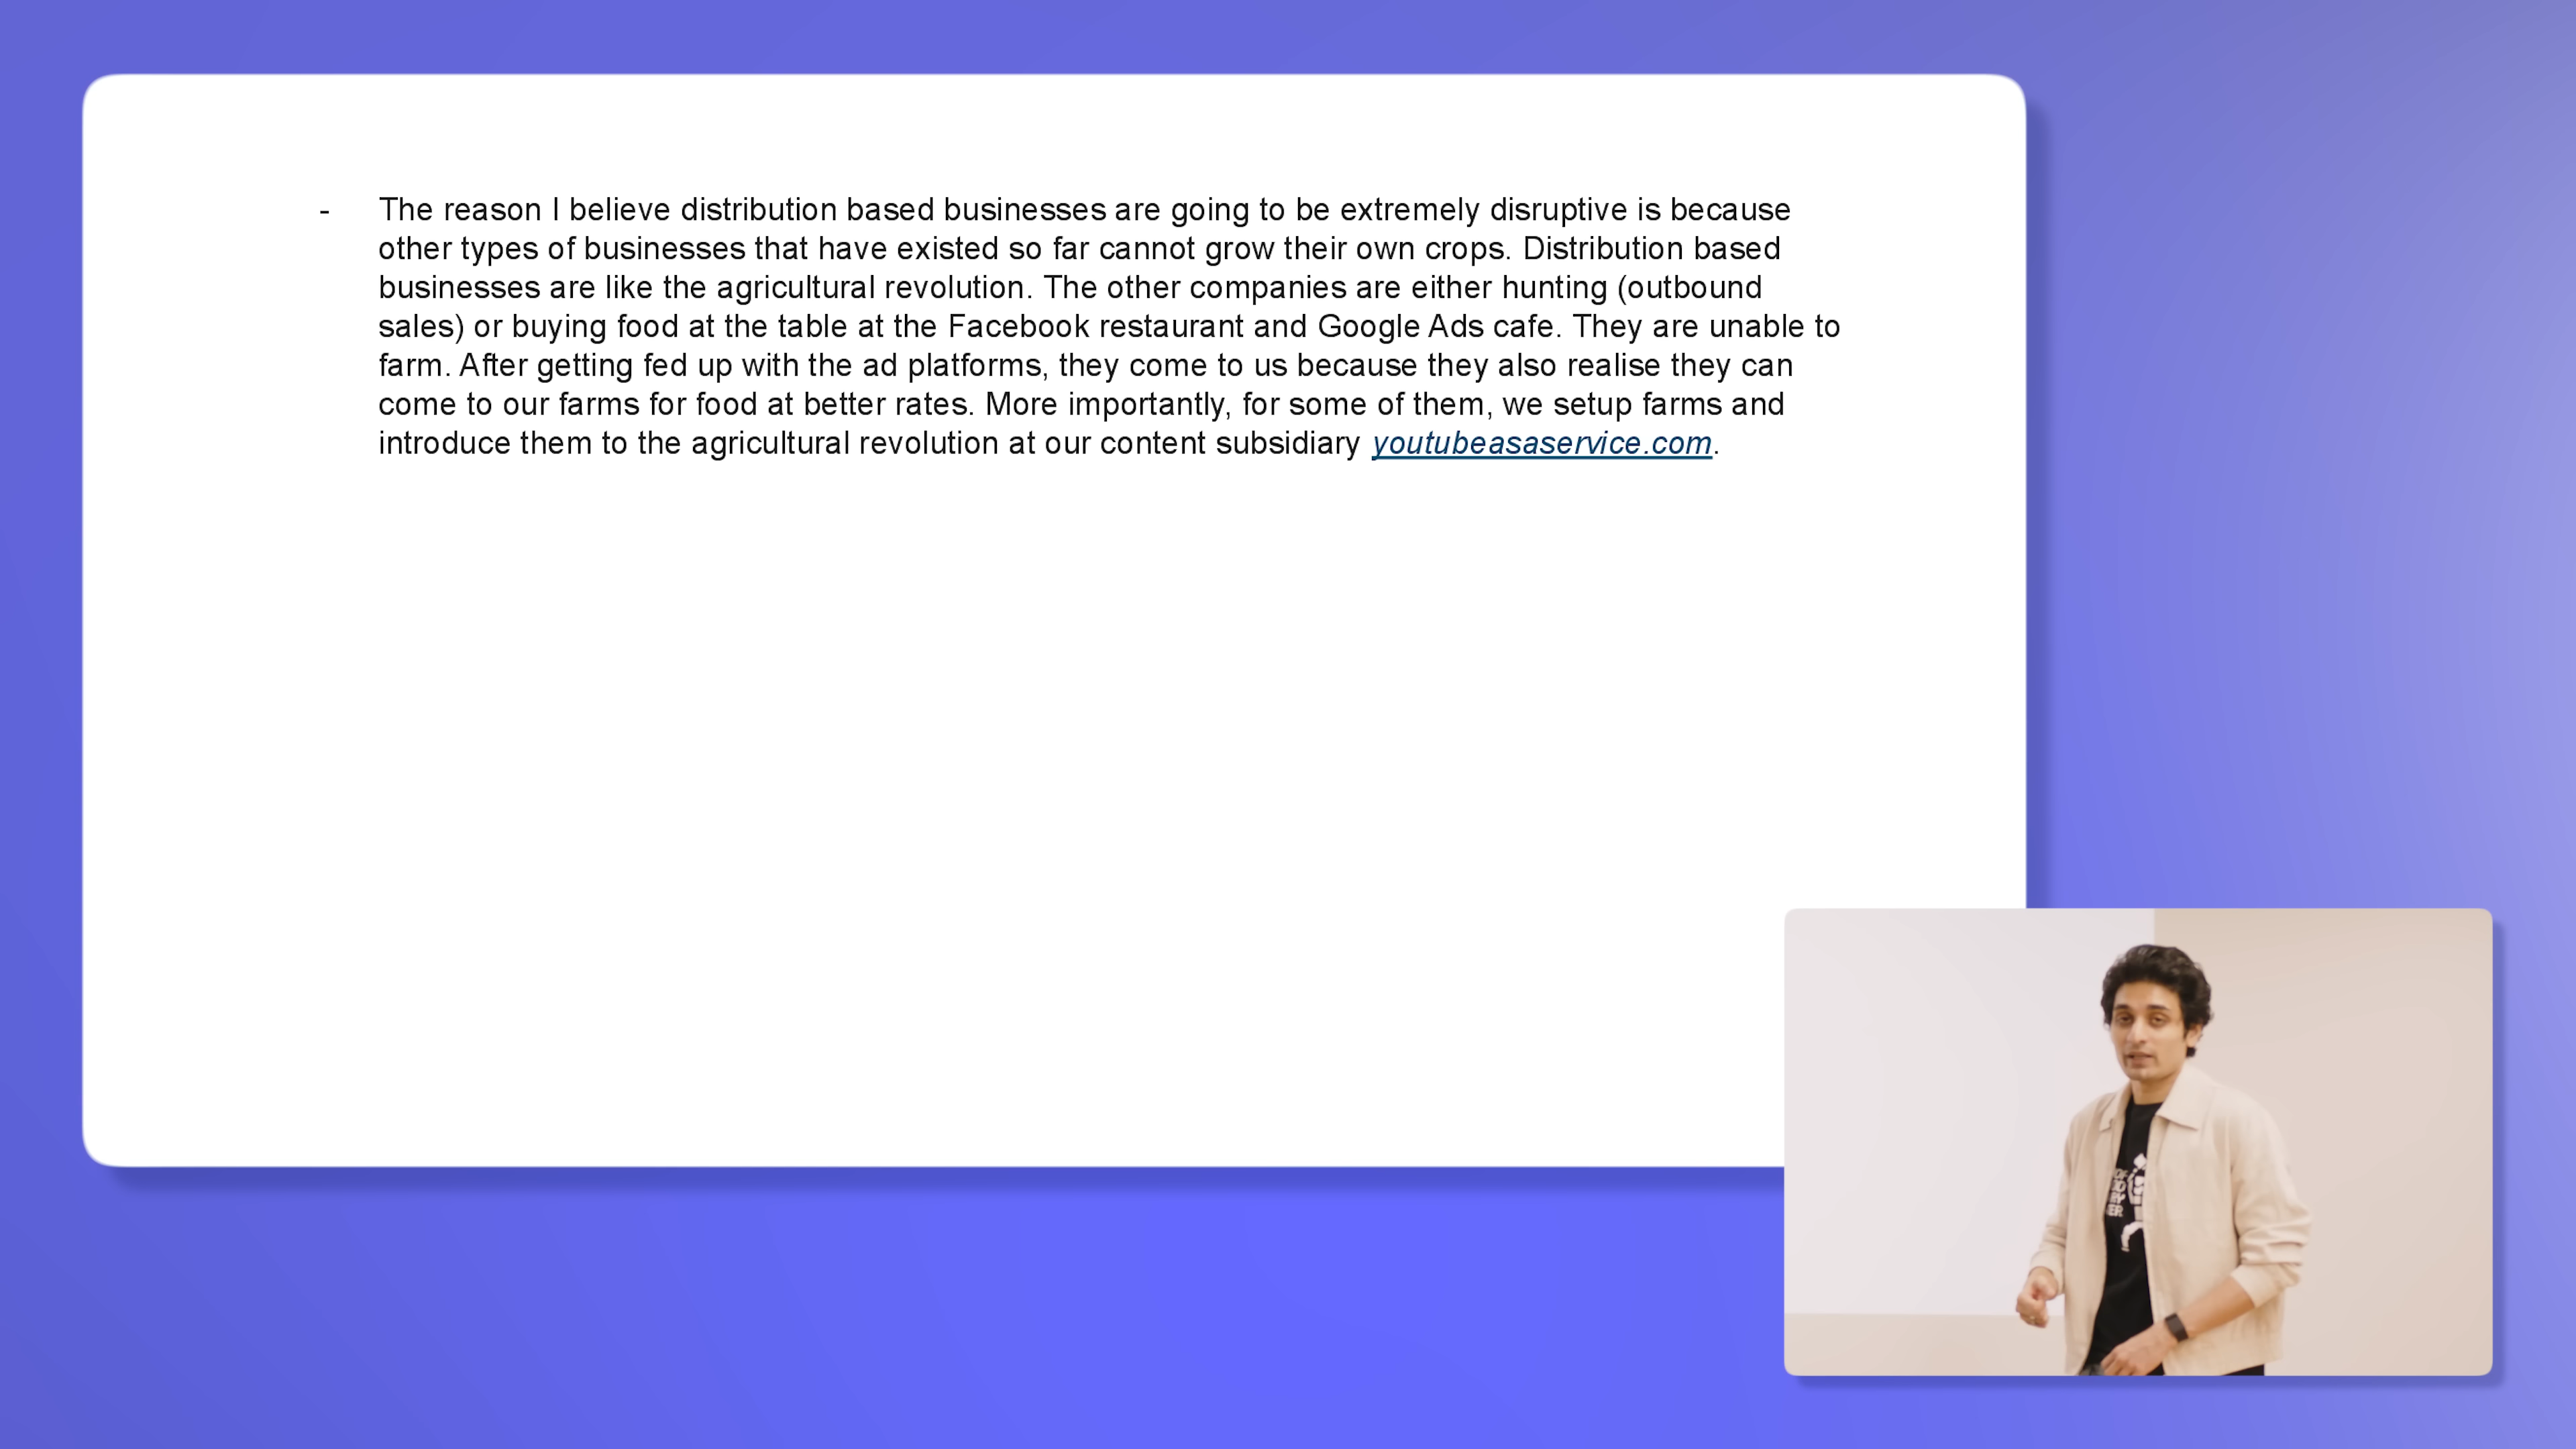 - The reason I believe distribution based businesses are going to be extremely disruptive is because
other types of businesses that have existed so far cannot grow their own crops. Distribution based
businesses are like the agricultural revolution. The other companies are either hunting (outbound
sales) or buying food at the table at the Facebook restaurant and Google Ads cafe. They are unable to
farm. After getting fed up with the ad platforms, they come to us because they also realise they can
come to our farms for food at better rates. More importantly, for some of them, we setup farms and
introduce them to the agricultural revolution at our content subsidiary youtubeasaservice.com.